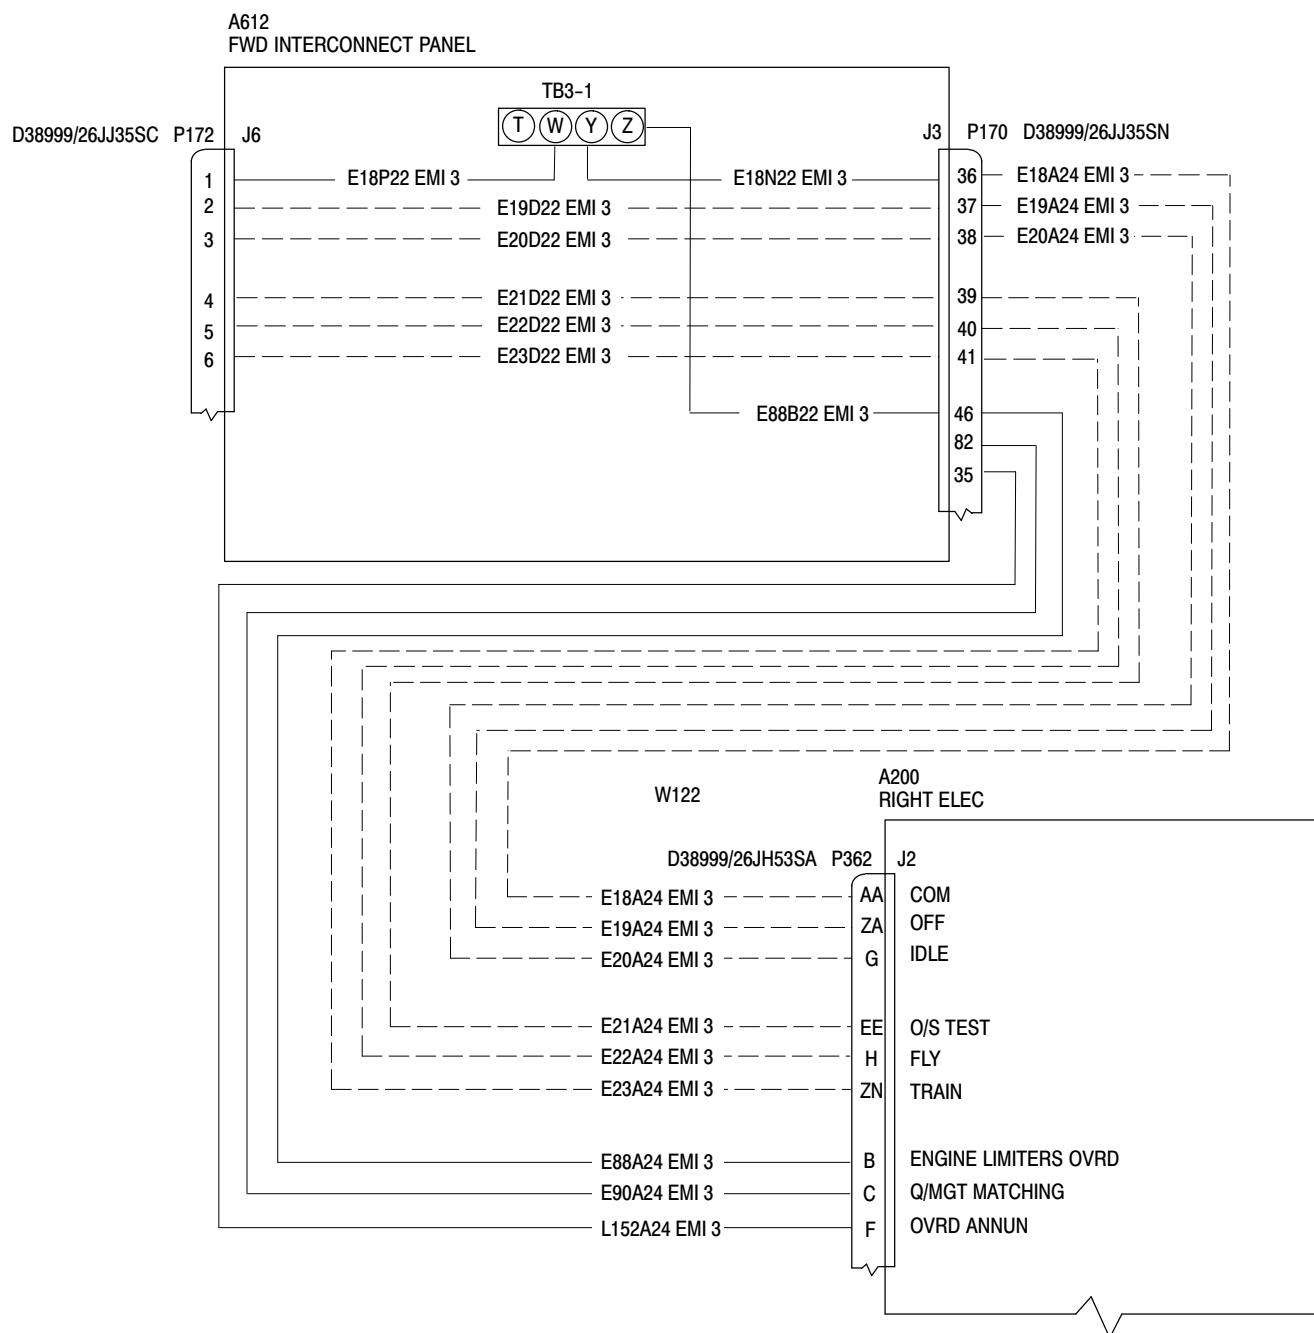 A612
FWD INTERCONNECT PANEL
TB3-1
T W Y Z
D38999/26JJ35SC P172 J6
J3 P170 D38999/26JJ35SN
1 E18P22 EMI 3 E18N22 EMI 3 36 E18A24 EMI 3
2 E19D22 EMI 3 37 E19A24 EMI 3
3 E20D22 EMI 3 38 E20A24 EMI 3
4 E21D22 EMI 3 39
5 E22D22 EMI 3 40
6 E23D22 EMI 3 41
E88B22 EMI 3 46
82
35
W122
A200
RIGHT ELEC
D38999/26JH53SA P362 J2
E18A24 EMI 3 AA COM
E19A24 EMI 3 ZA OFF
E20A24 EMI 3 G IDLE
E21A24 EMI 3 EE O/S TEST
E22A24 EMI 3 H FLY
E23A24 EMI 3 ZN TRAIN
E88A24 EMI 3 B ENGINE LIMITERS OVRD
E90A24 EMI 3 C Q/MGT MATCHING
L152A24 EMI 3 F OVRD ANNUN